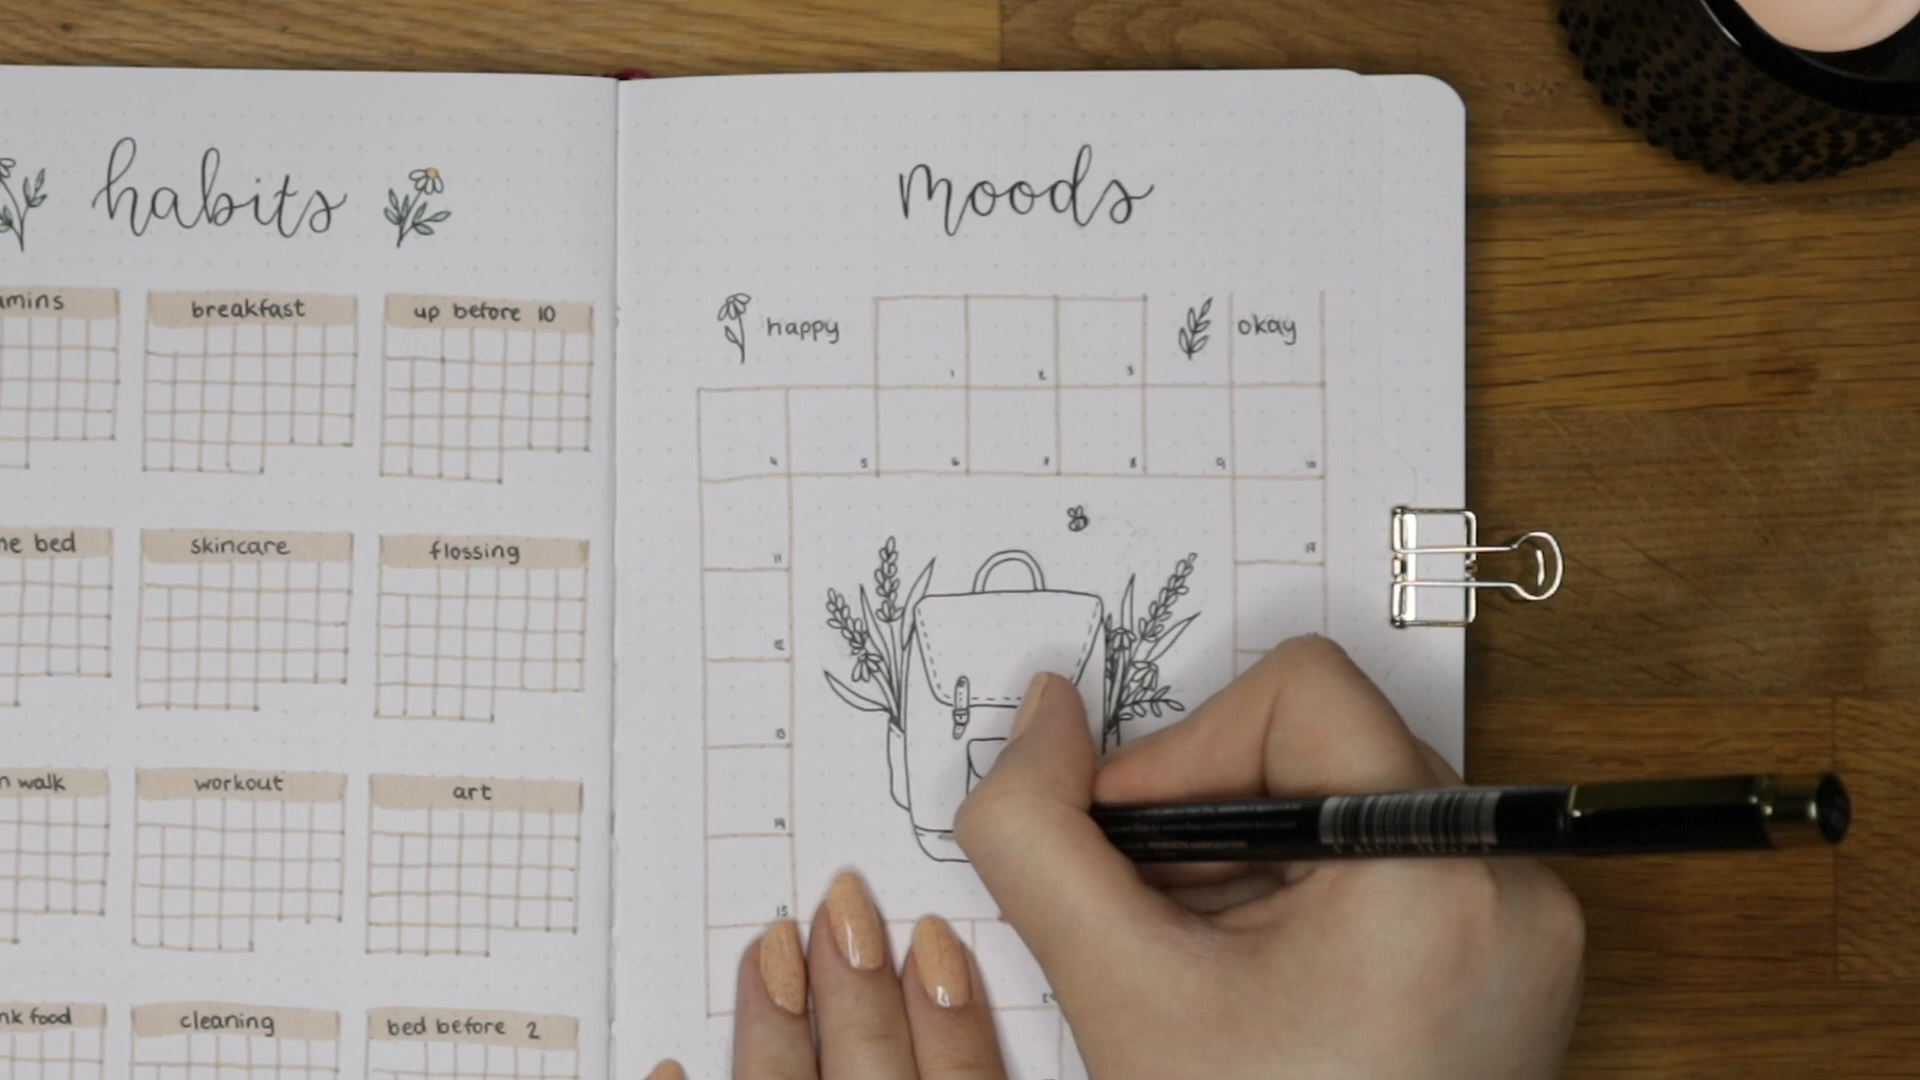 habits
amins
breakfast
up before 10
he bed
skincare
flossing
n walk
workout
art
nk food
cleaning
bed before 2
moods
happy
okay
1 2 3
4 5 6 7 8 9 10
11
17
12
13
14
15